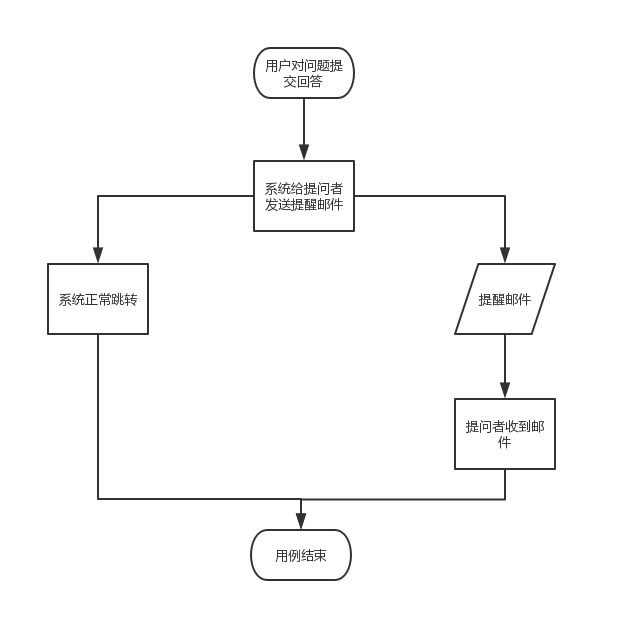 用户对问题提
交回答
系统给提问者
发送提醒邮件
系统正常跳转
提醒邮件
提问者收到邮
件
用例结束